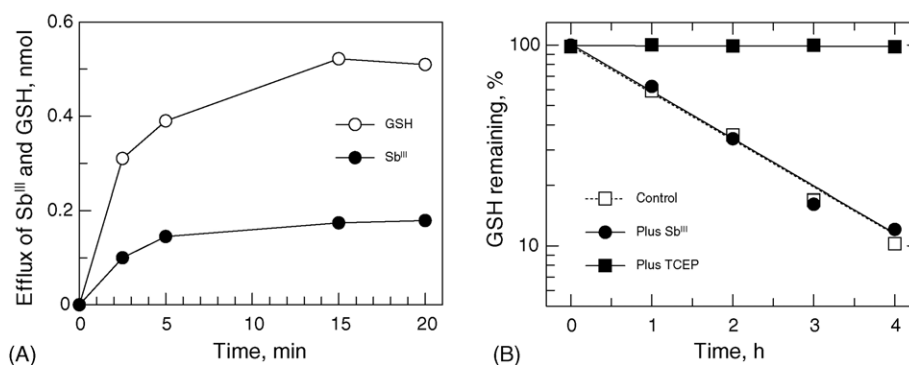 0.6
0.4
0.2
0
0 5 10 15 20
Efflux of Sb^III and GSH, nmol
Time, min
GSH
Sb^III
(A)
100
10
0 1 2 3 4
GSH remaining, %
Time, h
Control
Plus Sb^III
Plus TCEP
(B)